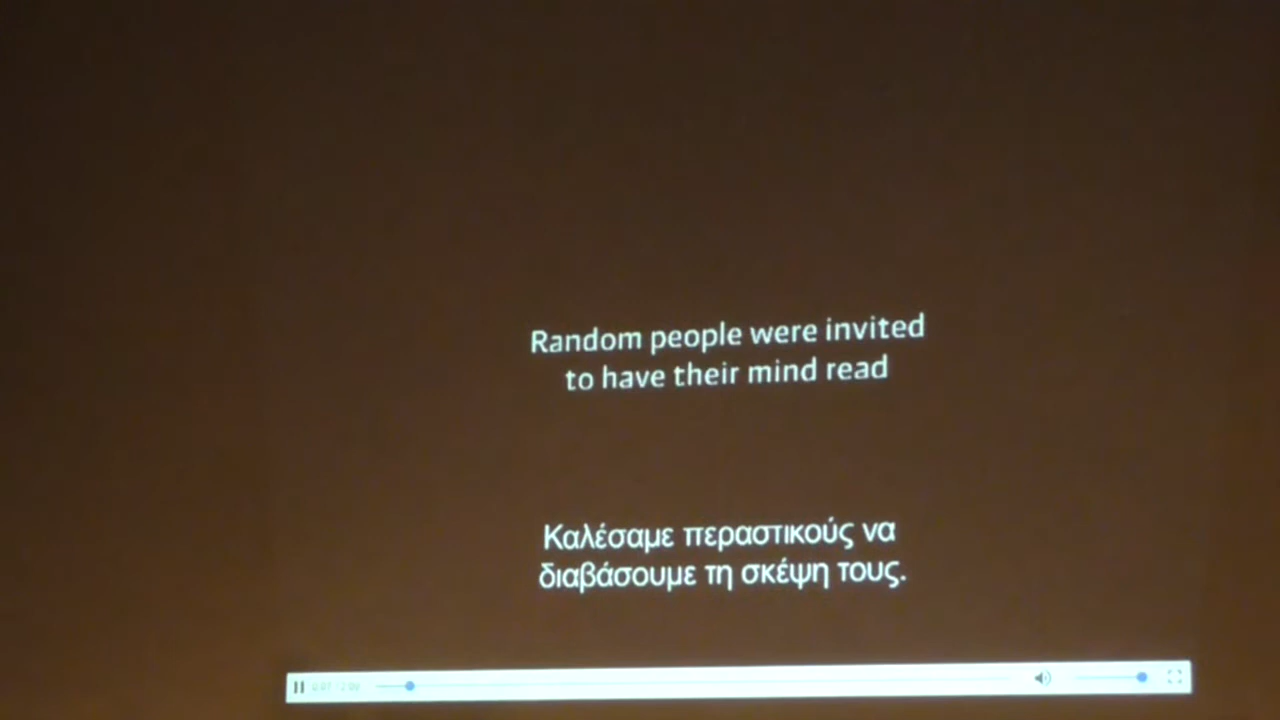 Random people were invited
to have their mind read
Καλέσαμε περαστικούς να
διαβάσουμε τη σκέψη τους.